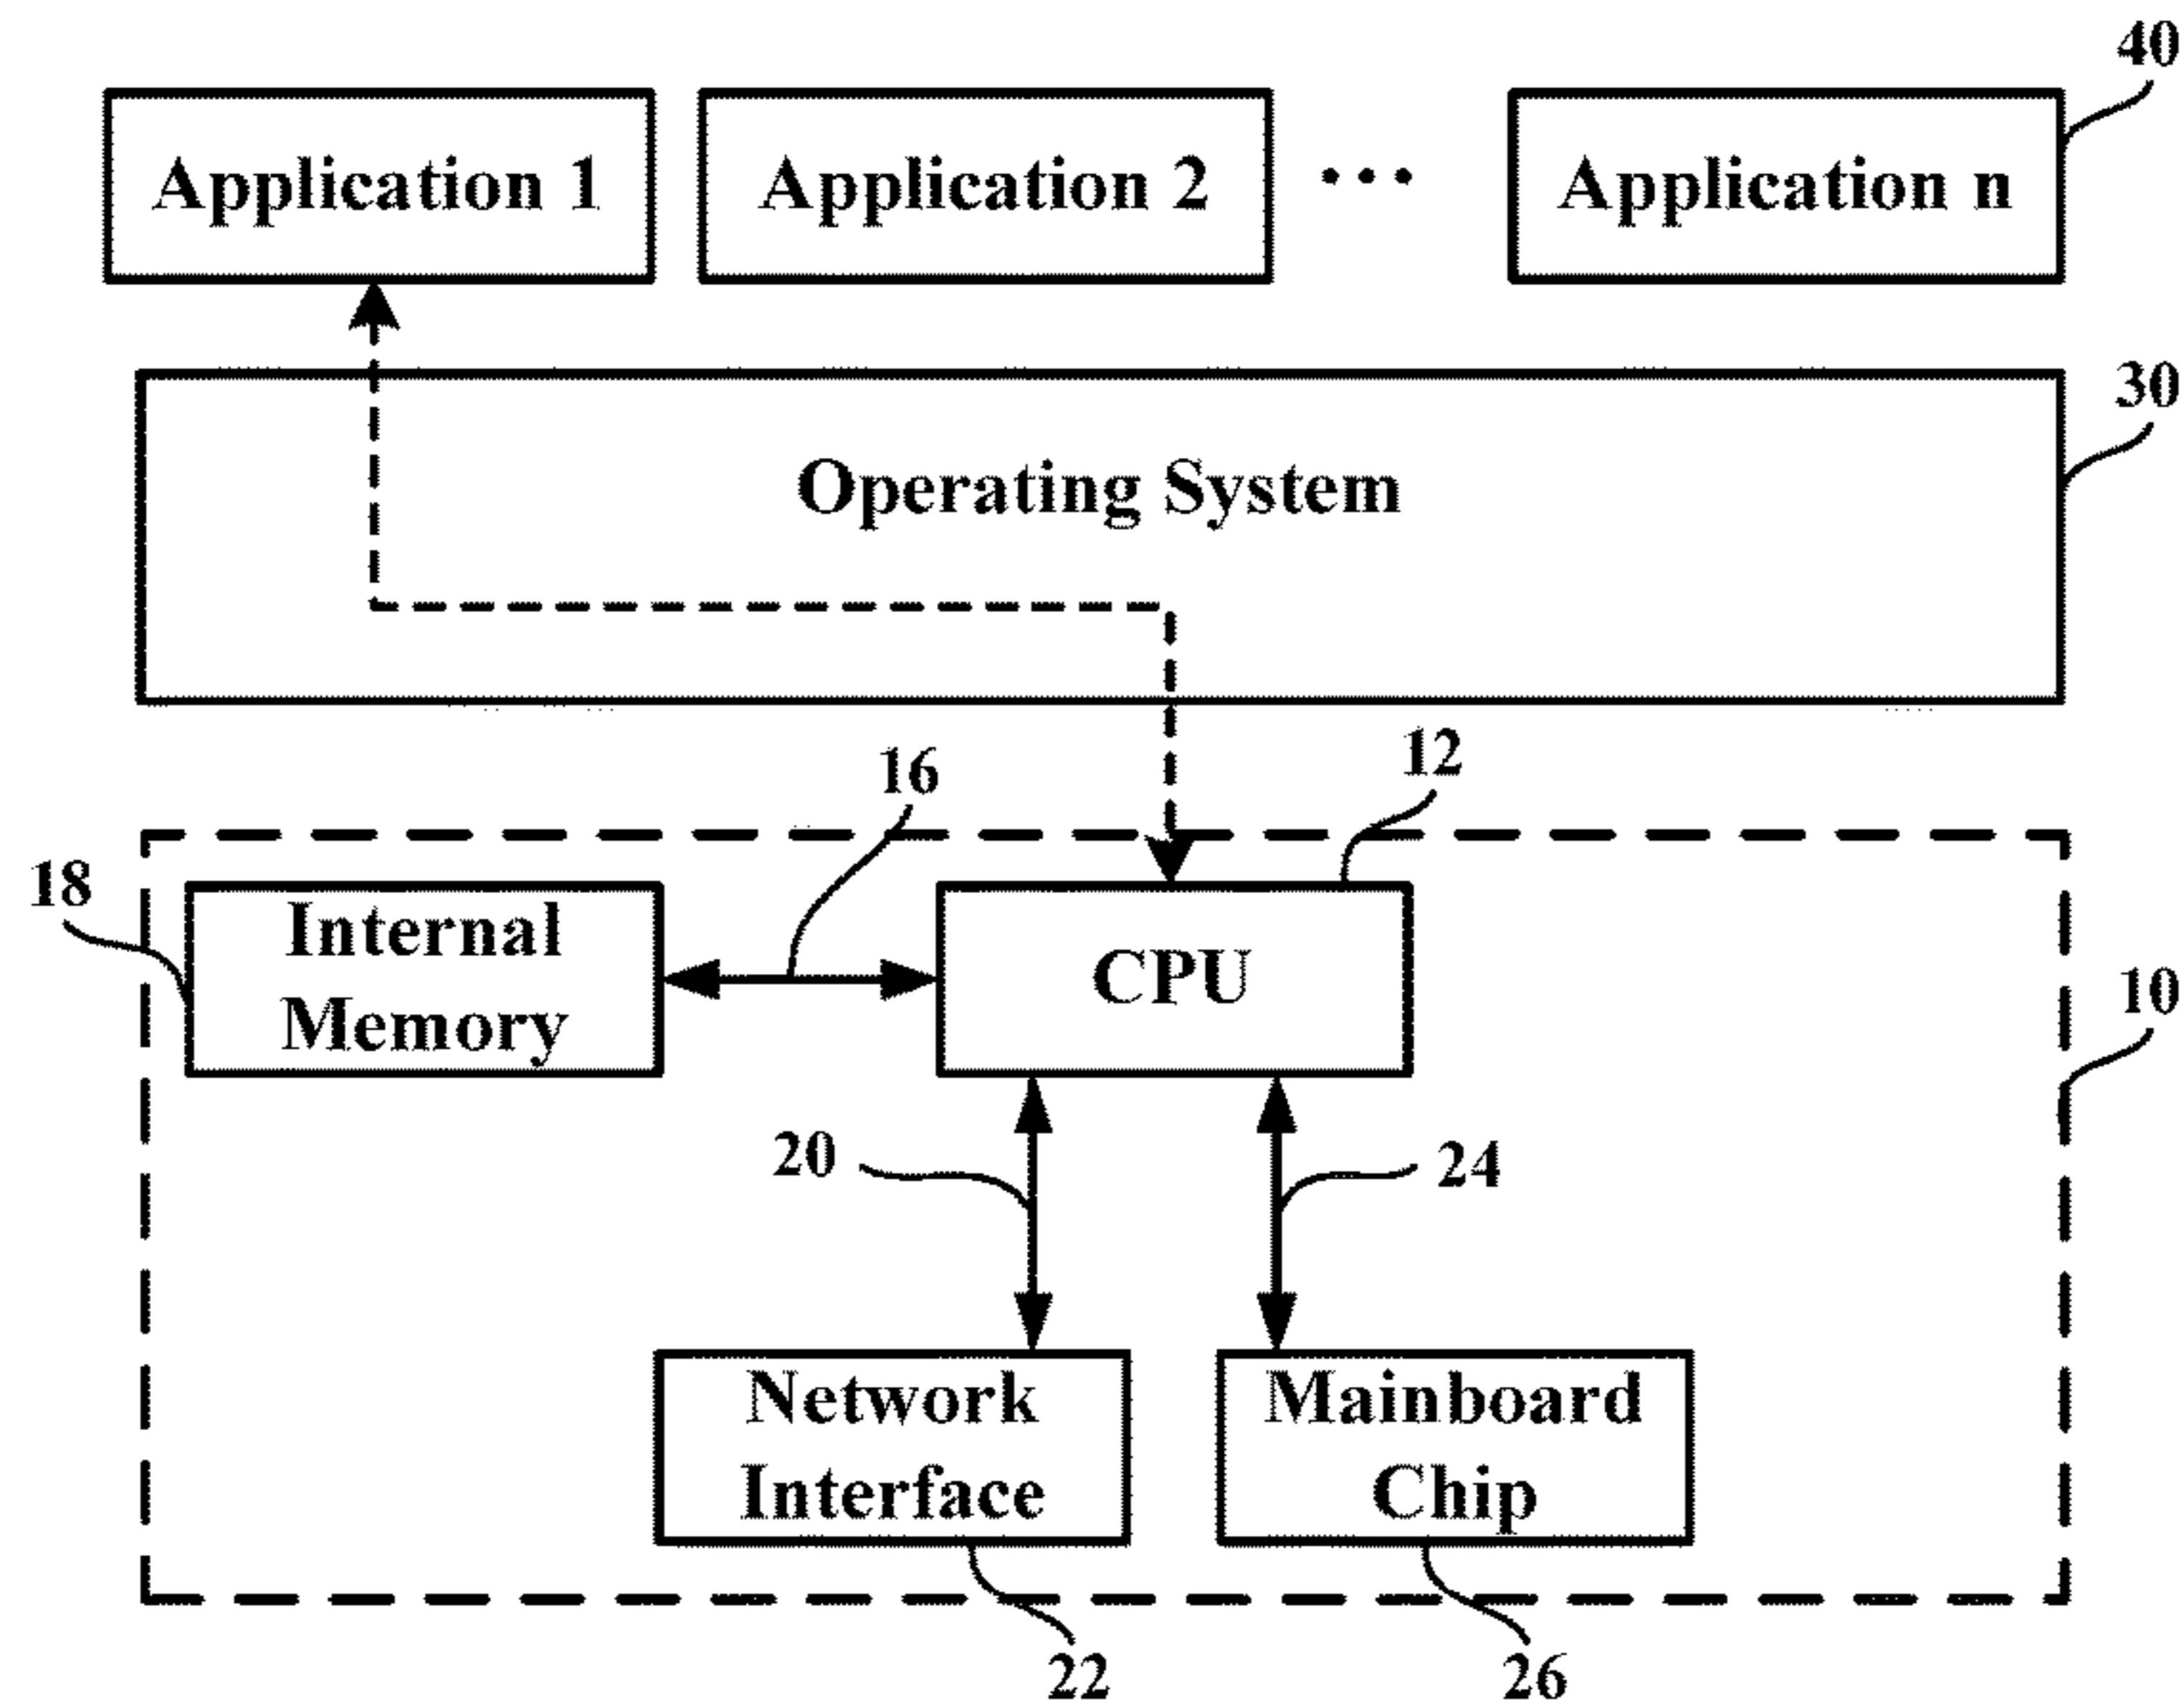 40
Application 1 Application 2 ... Application n
30
Operating System
16
12
18
Internal
Memory
CPU
10
20
24
Network
Interface
Mainboard
Chip
22
26